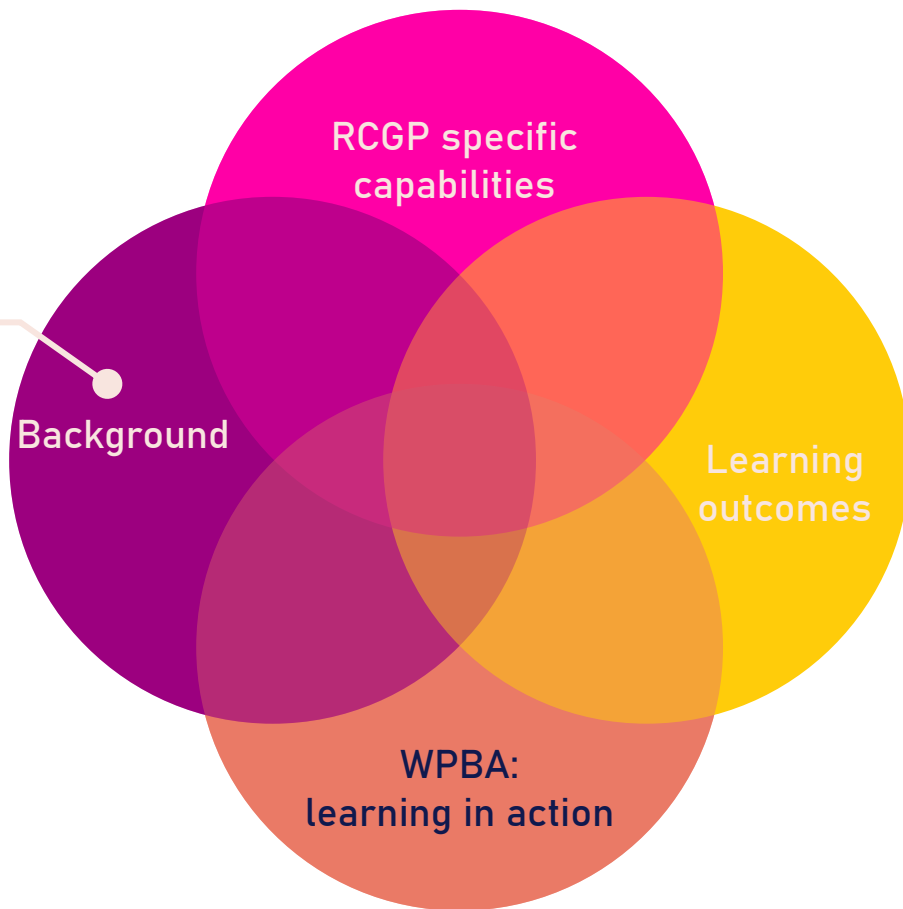 RCGP specific
capabilities
Background
Learning
outcomes
WPBA:
learning in action